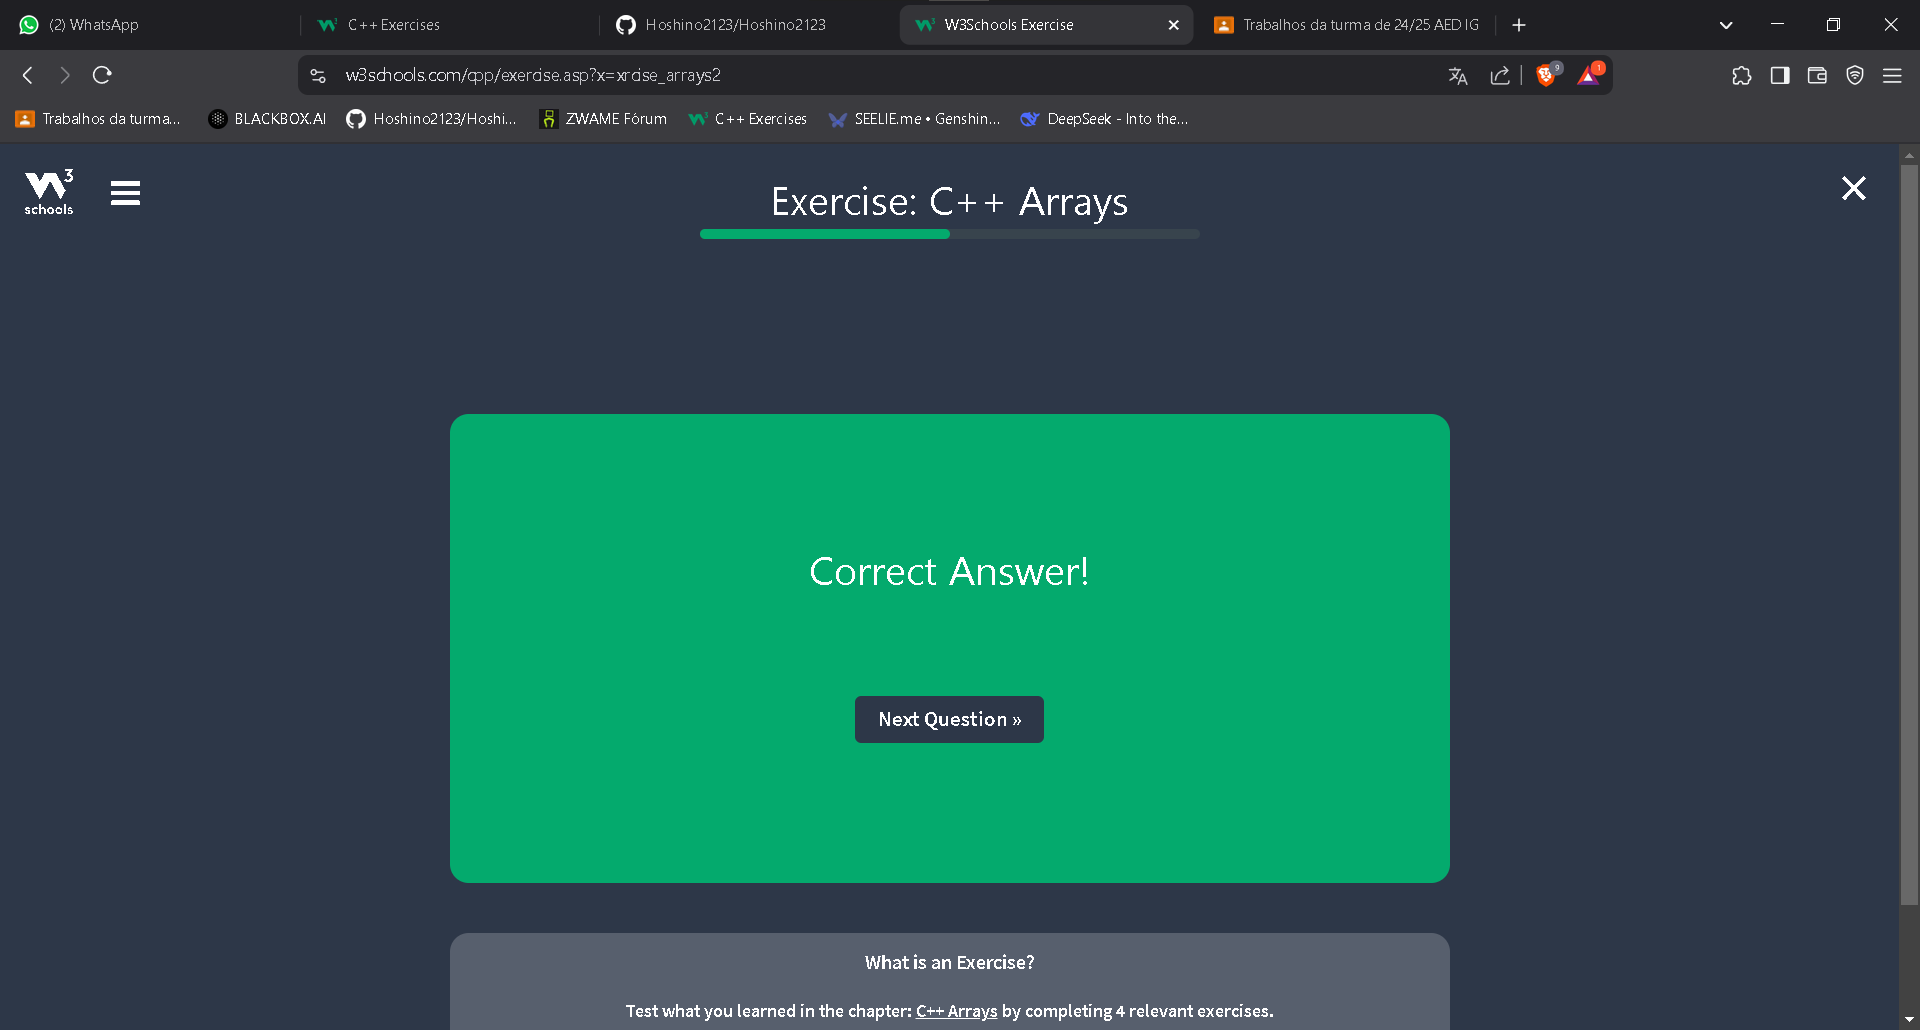 (2) WhatsApp
C++ Exercises
Hoshino2123/Hoshino2123
W3Schools Exercise
Trabalhos da turma de 24/25 AED IG
w3schools.com/cpp/exercise.asp?x=xrcise_arrays2
9
1
Trabalhos da turma...
BLACKBOX.AI
Hoshino2123/Hoshi...
ZWAME Fórum
C++ Exercises
SEELIE.me • Genshin...
DeepSeek - Into the...
3
schools
Exercise: C++ Arrays
Correct Answer!
Next Question »
What is an Exercise?
Test what you learned in the chapter: C++ Arrays by completing 4 relevant exercises.